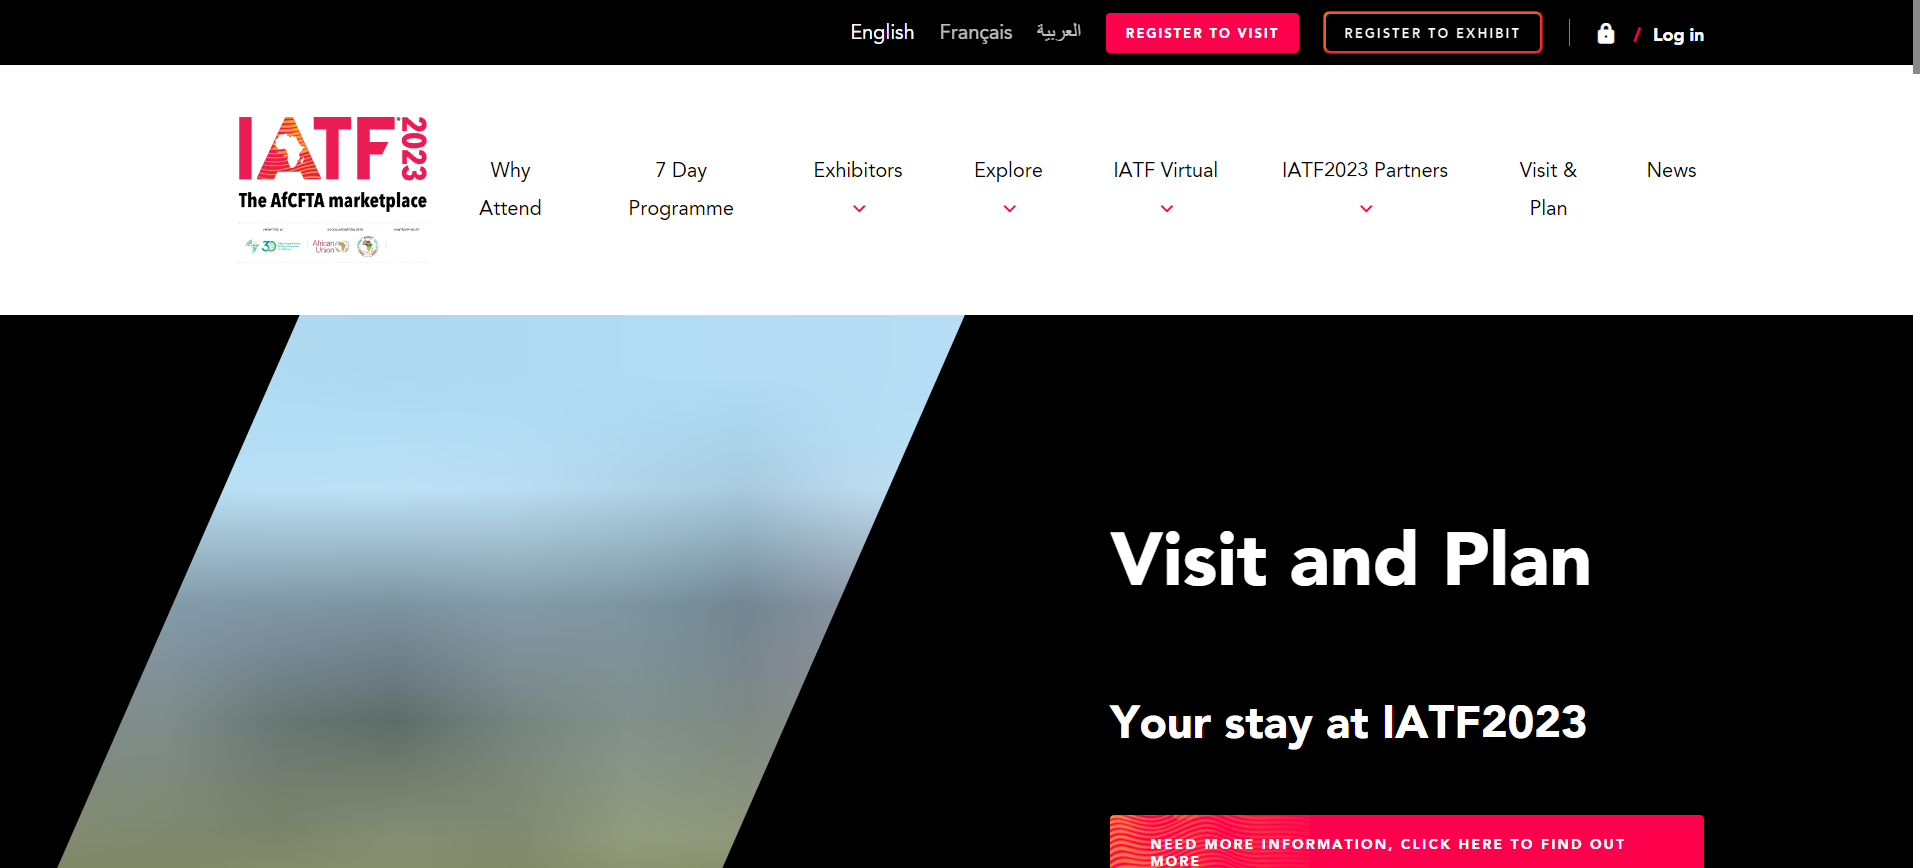 English Français العربية REGISTER TO VISIT REGISTER TO EXHIBIT / Log in
IATF 2023
The AfCFTA marketplace
African
Union
30
Why
Attend
7 Day
Programme
Exhibitors
Explore
IATF Virtual
IATF2023 Partners
Visit &
Plan
News
Visit and Plan
Your stay at IATF2023
NEED MORE INFORMATION, CLICK HERE TO FIND OUT
MORE